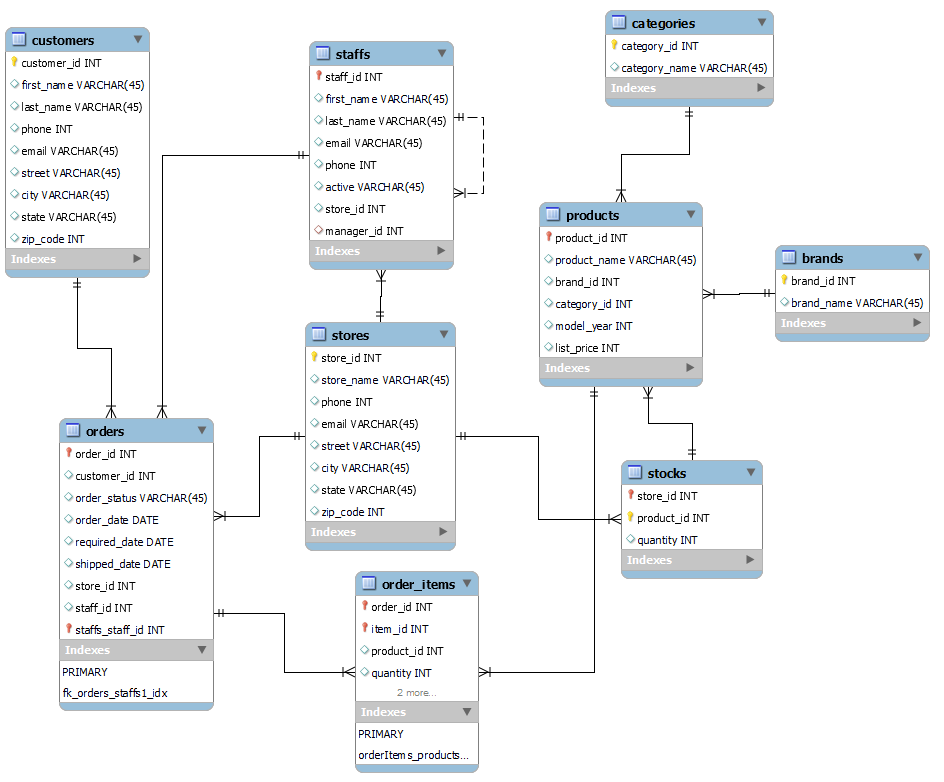 customers
customer_id INT
first_name VARCHAR(45)
last_name VARCHAR(45)
phone INT
email VARCHAR(45)
street VARCHAR(45)
city VARCHAR(45)
state VARCHAR(45)
zip_code INT
Indexes
staffs
staff_id INT
first_name VARCHAR(45)
last_name VARCHAR(45)
email VARCHAR(45)
phone INT
active VARCHAR(45)
store_id INT
manager_id INT
Indexes
categories
category_id INT
category_name VARCHAR(45)
Indexes
products
product_id INT
product_name VARCHAR(45)
brand_id INT
category_id INT
model_year INT
list_price INT
Indexes
brands
brand_id INT
brand_name VARCHAR(45)
Indexes
stores
store_id INT
store_name VARCHAR(45)
phone INT
email VARCHAR(45)
street VARCHAR(45)
city VARCHAR(45)
state VARCHAR(45)
zip_code INT
Indexes
orders
order_id INT
customer_id INT
order_status VARCHAR(45)
order_date DATE
required_date DATE
shipped_date DATE
store_id INT
staff_id INT
staffs_staff_id INT
Indexes
PRIMARY
fk_orders_staffs1_idx
stocks
store_id INT
product_id INT
quantity INT
Indexes
order_items
order_id INT
item_id INT
product_id INT
quantity INT
2 more...
Indexes
PRIMARY
orderItems_products...